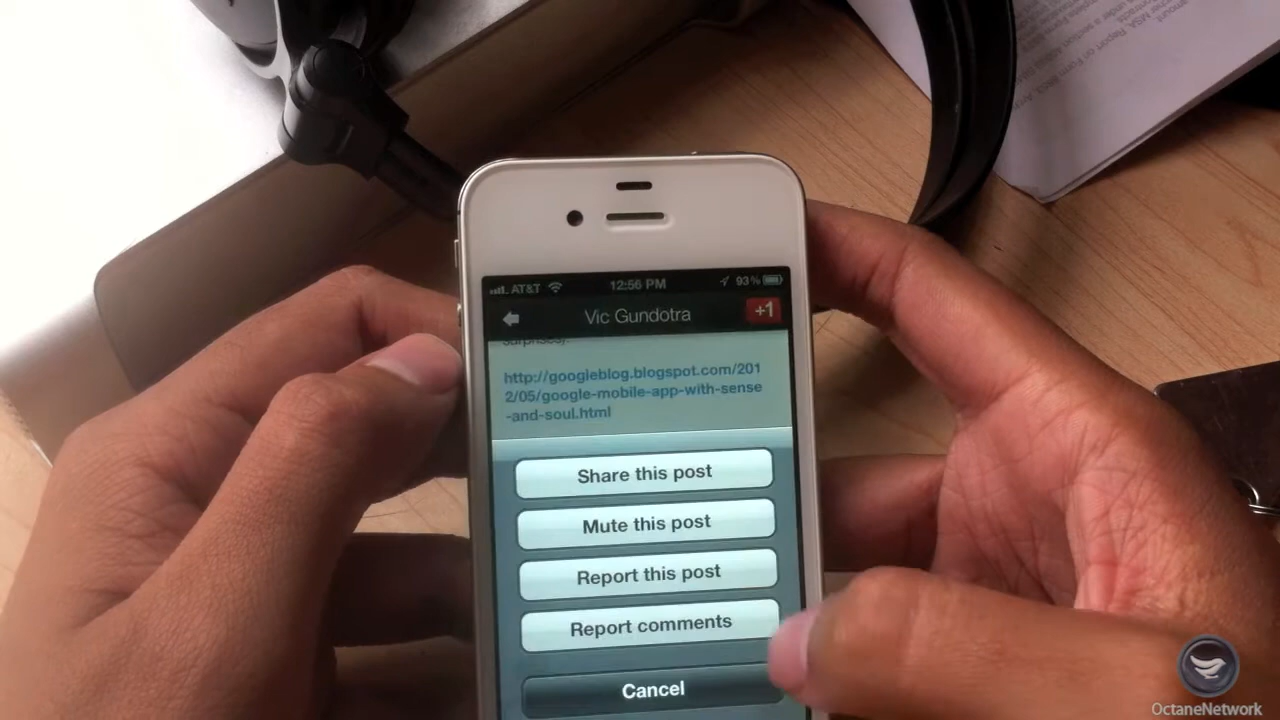 AT&T 12:56 PM 93%
Vic Gundotra +1
surprises).
http://googleblog.blogspot.com/201
2/05/google-mobile-app-with-sense
-and-soul.html
Share this post
Mute this post
Report this post
Report comments
Cancel
OctaneNetwork